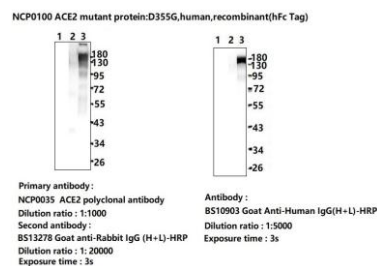 NCP0100 ACE2 mutant protein:D355G,human,recombinant(hFc Tag)
1 2 3
180
130
95
72
55
43
34
26
1 2 3
180
130
95
72
55
43
34
26
Primary antibody :
NCP0035 ACE2 polyclonal antibody
Dilution ratio : 1:1000
Second antibody :
BS13278 Goat anti-Rabbit IgG (H+L)-HRP
Dilution ratio : 1: 20000
Exposure time : 3s
Antibody :
BS10903 Goat Anti-Human IgG(H+L)-HRP
Dilution ratio : 1:5000
Exposure time : 3s